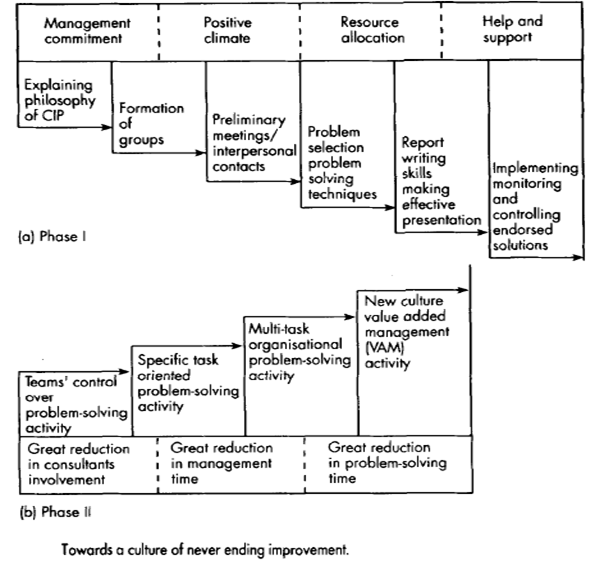 Management
commitment
Positive
climate
Resource
allocation
Help and
support
Explaining
philosophy
of CIP
Formation
of
groups
Preliminary
meetings/
interpersonal
contacts
Problem
selection
problem
solving
techniques
Report
writing
skills
making
effective
presentation
Implementing
monitoring
and
controlling
endorsed
solutions
(a) Phase I
Teams' control
over
problem-solving
activity
Specific task
oriented
problem-solving
activity
Multi-task
organisational
problem-solving
activity
New culture
value added
management
(VAM)
activity
Great reduction
in consultants
involvement
Great reduction
in management
time
Great reduction
in problem-solving
time
(b) Phase II
Towards a culture of never ending improvement.